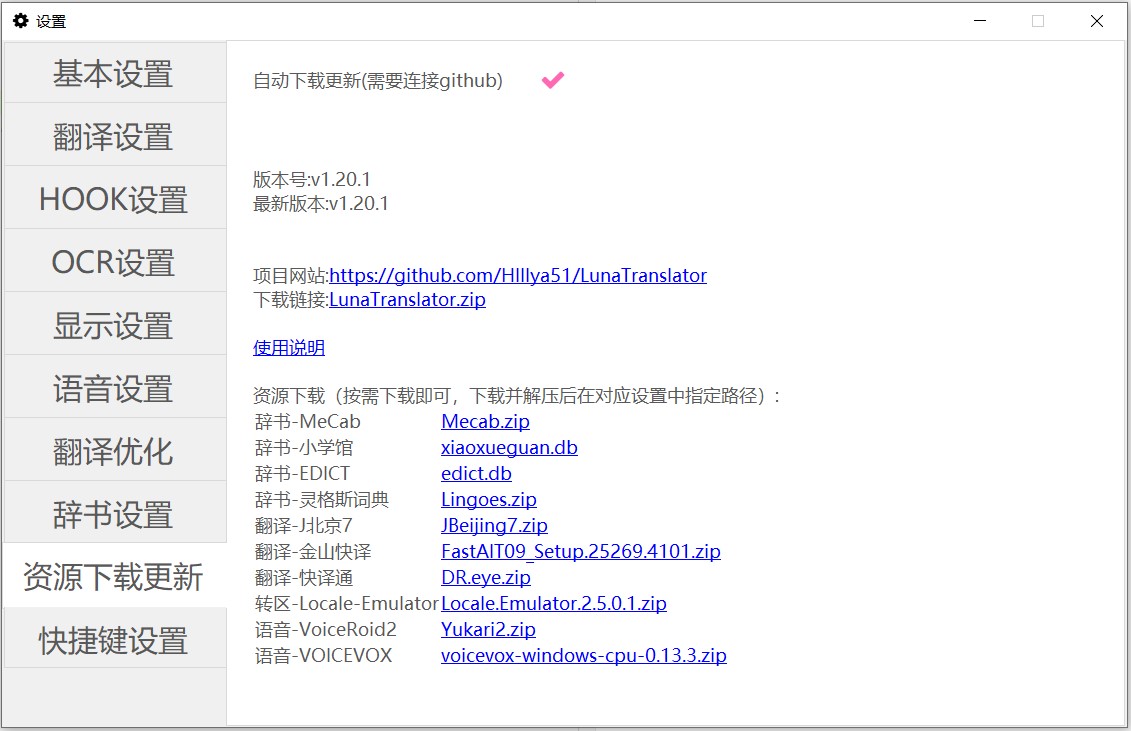 设置
基本设置
翻译设置
HOOK设置
OCR设置
显示设置
语音设置
翻译优化
辞书设置
资源下载更新
快捷键设置
自动下载更新(需要连接github)
版本号:v1.20.1
最新版本:v1.20.1
项目网站:https://github.com/HIllya51/LunaTranslator
下载链接:LunaTranslator.zip
使用说明
资源下载（按需下载即可，下载并解压后在对应设置中指定路径）:
辞书-MeCab Mecab.zip
辞书-小学馆 xiaoxueguan.db
辞书-EDICT edict.db
辞书-灵格斯词典 Lingoes.zip
翻译-J北京7 JBeijing7.zip
翻译-金山快译 FastAIT09_Setup.25269.4101.zip
翻译-快译通 DR.eye.zip
转区-Locale-Emulator Locale.Emulator.2.5.0.1.zip
语音-VoiceRoid2 Yukari2.zip
语音-VOICEVOX voicevox-windows-cpu-0.13.3.zip